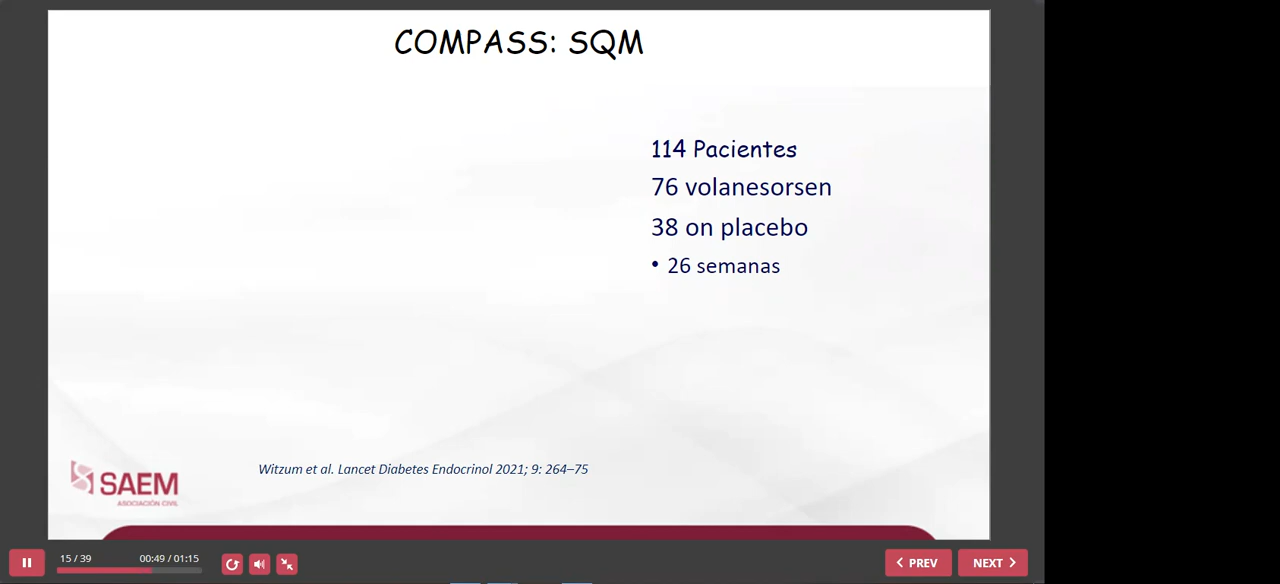 COMPASS: SQM
114 Pacientes
76 volanesorsen
38 on placebo
• 26 semanas
Witzum et al. Lancet Diabetes Endocrinol 2021; 9: 264–75
SAEM
ASOCIACIÓN CIVIL
15 / 39
00:49 / 01:15
PREV
NEXT